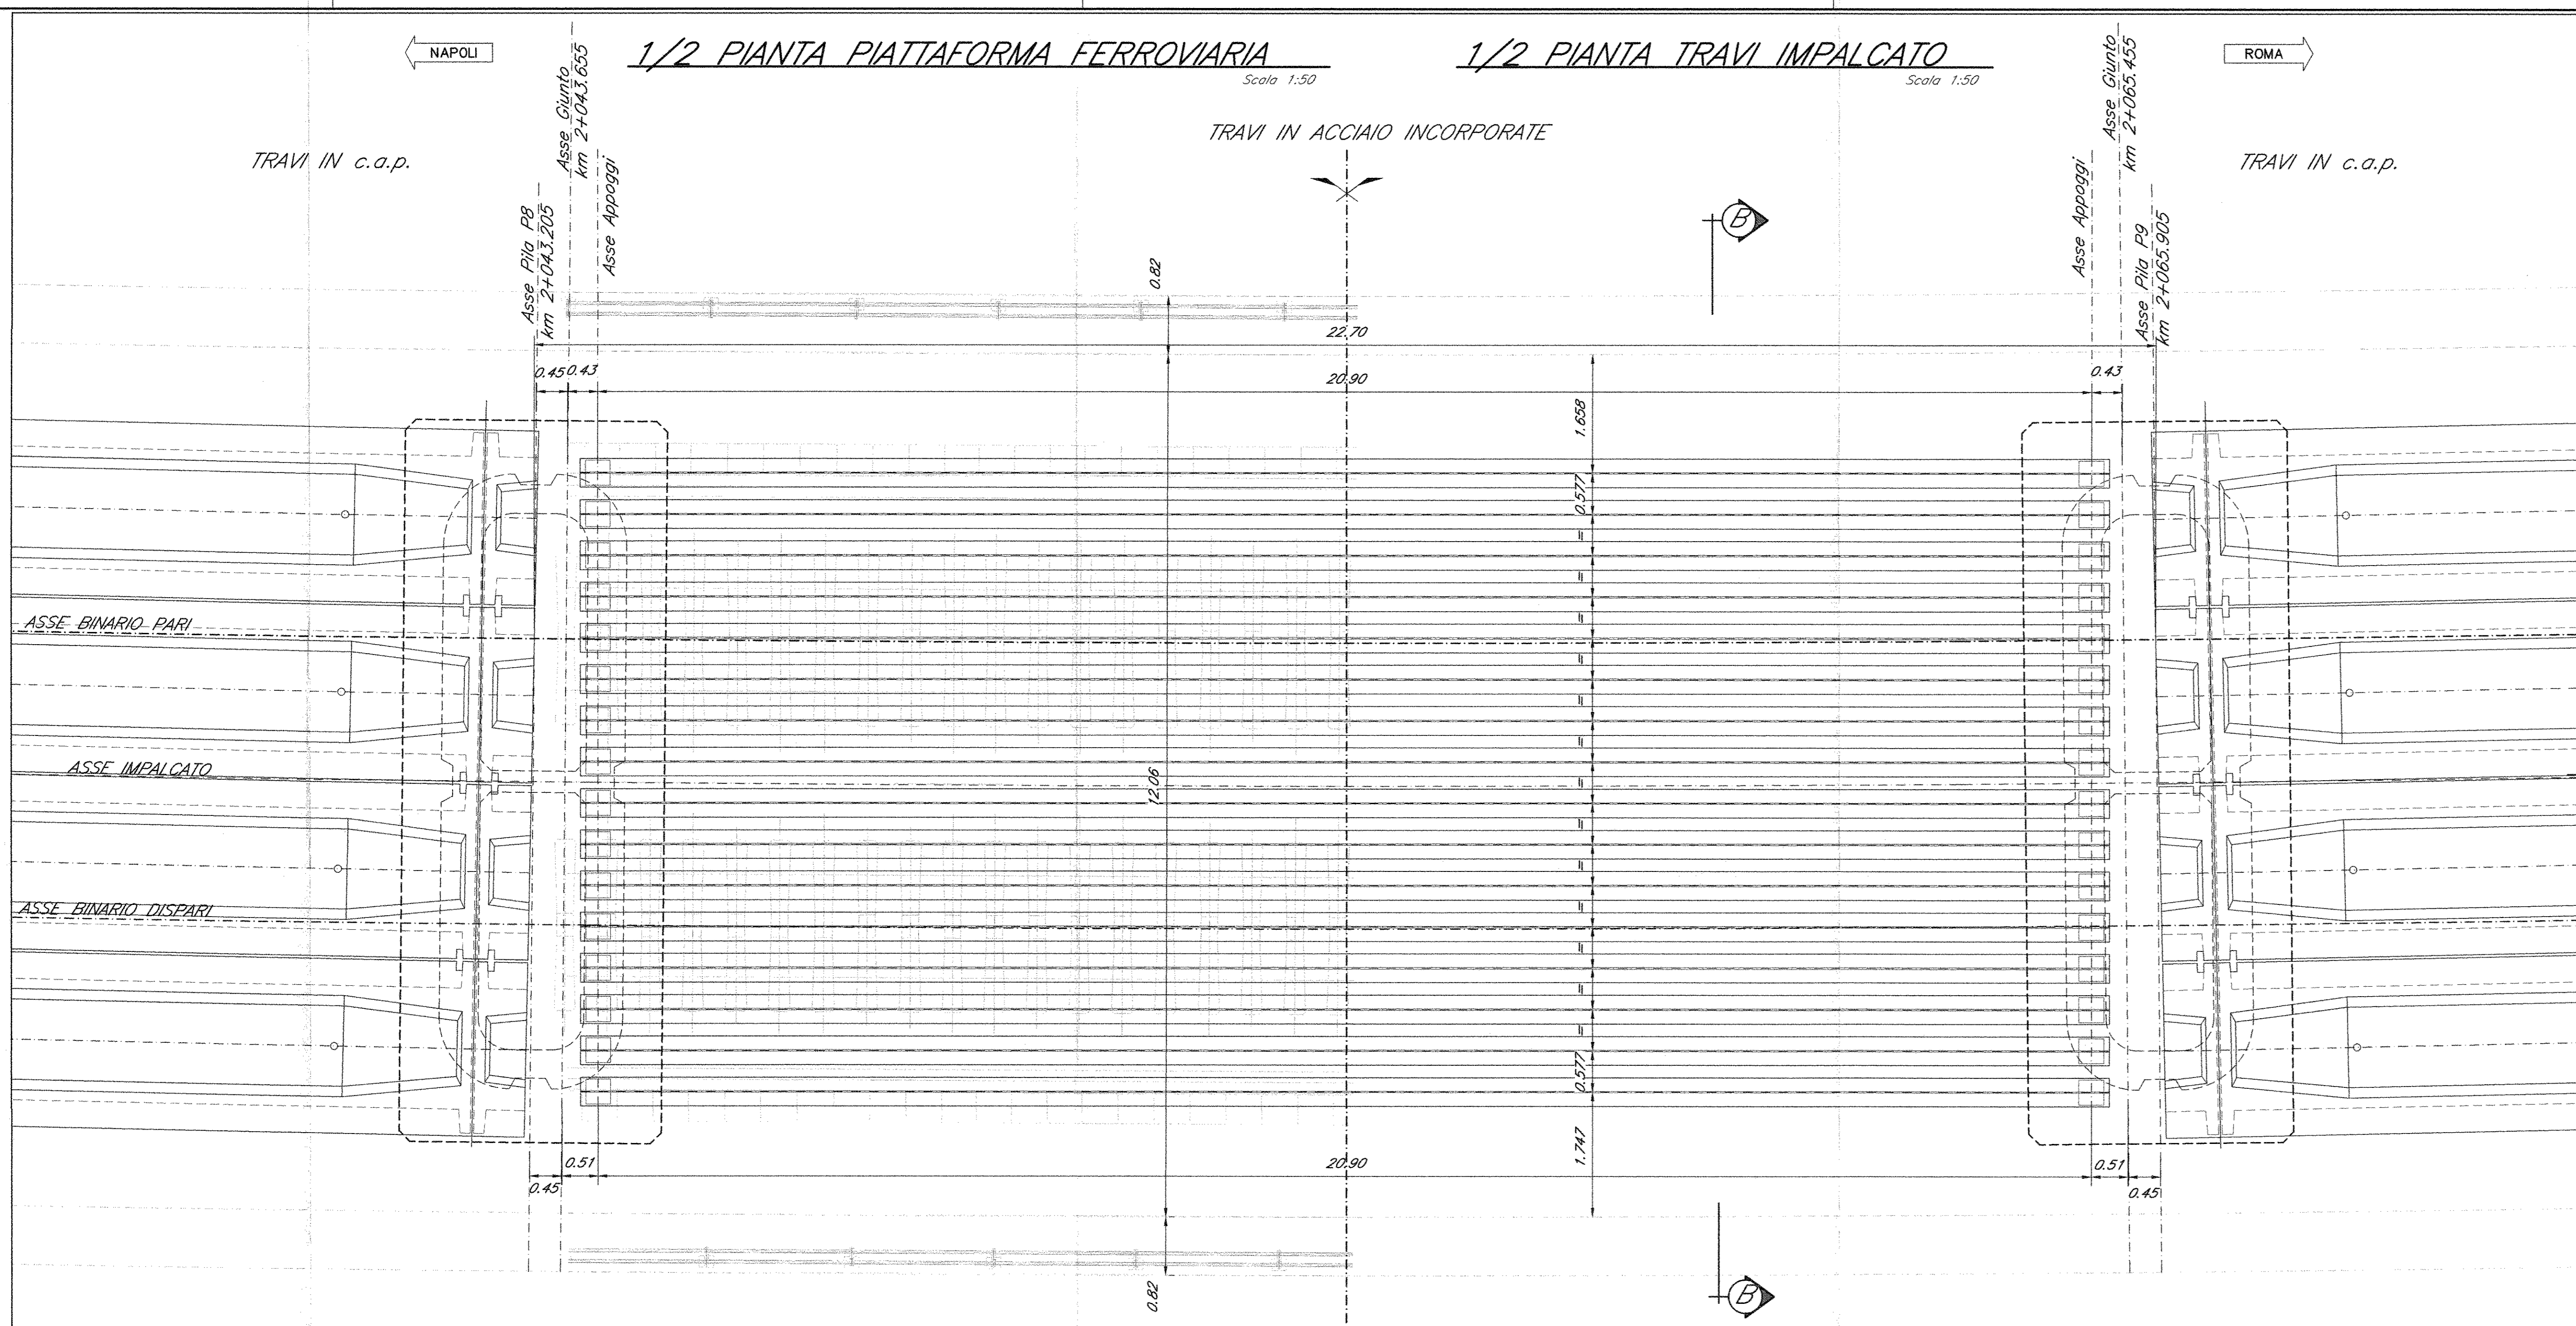 NAPOLI
1/2 PIANTA PIATTAFORMA FERROVIARIA
Scala 1:50
1/2 PIANTA TRAVI IMPALCATO
Scala 1:50
ROMA
TRAVI IN c.a.p.
TRAVI IN ACCIAIO INCORPORATE
TRAVI IN c.a.p.
Asse Pila P8
km 2+043.205
Asse Giunto
km 2+043.655
Asse Appoggi
Asse Appoggi
Asse Giunto
km 2+065.455
Asse Pila P9
km 2+065.905
B
0.82
22.70
0.45
0.43
20.90
0.43
1.658
0.577
=
=
=
=
=
=
=
=
=
=
=
=
=
0.577
1.747
12.06
ASSE BINARIO PARI
ASSE IMPALCATO
ASSE BINARIO DISPARI
0.51
0.45
20.90
0.51
0.45
0.82
B